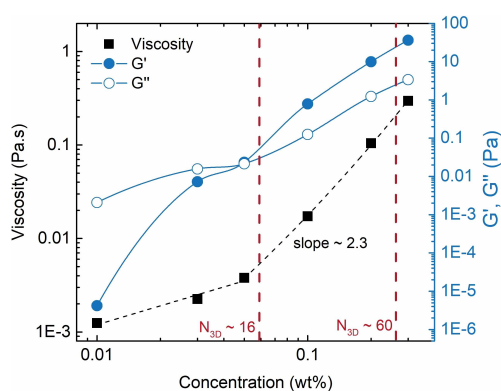 Viscosity
G'
G''
Viscosity (Pa.s)
1
0.1
0.01
1E-3
100
10
1
0.1
0.01
1E-3
1E-4
1E-5
1E-6
G', G'' (Pa)
slope ~ 2.3
N3D ~ 16
N3D ~ 60
0.01
0.1
Concentration (wt%)